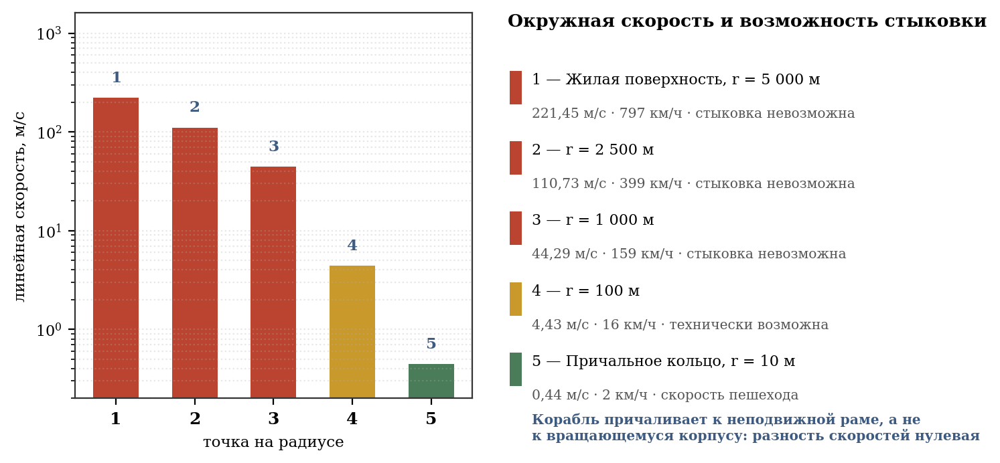 линейная скорость, м/с
10³
10²
10¹
10⁰
1
2
3
4
5
1
2
3
4
5
точка на радиусе
Окружная скорость и возможность стыковки
1 — Жилая поверхность, r = 5 000 м
221,45 м/с · 797 км/ч · стыковка невозможна
2 — r = 2 500 м
110,73 м/с · 399 км/ч · стыковка невозможна
3 — r = 1 000 м
44,29 м/с · 159 км/ч · стыковка невозможна
4 — r = 100 м
4,43 м/с · 16 км/ч · технически возможна
5 — Причальное кольцо, r = 10 м
0,44 м/с · 2 км/ч · скорость пешехода
Корабль причаливает к неподвижной раме, а не
к вращающемуся корпусу: разность скоростей нулевая